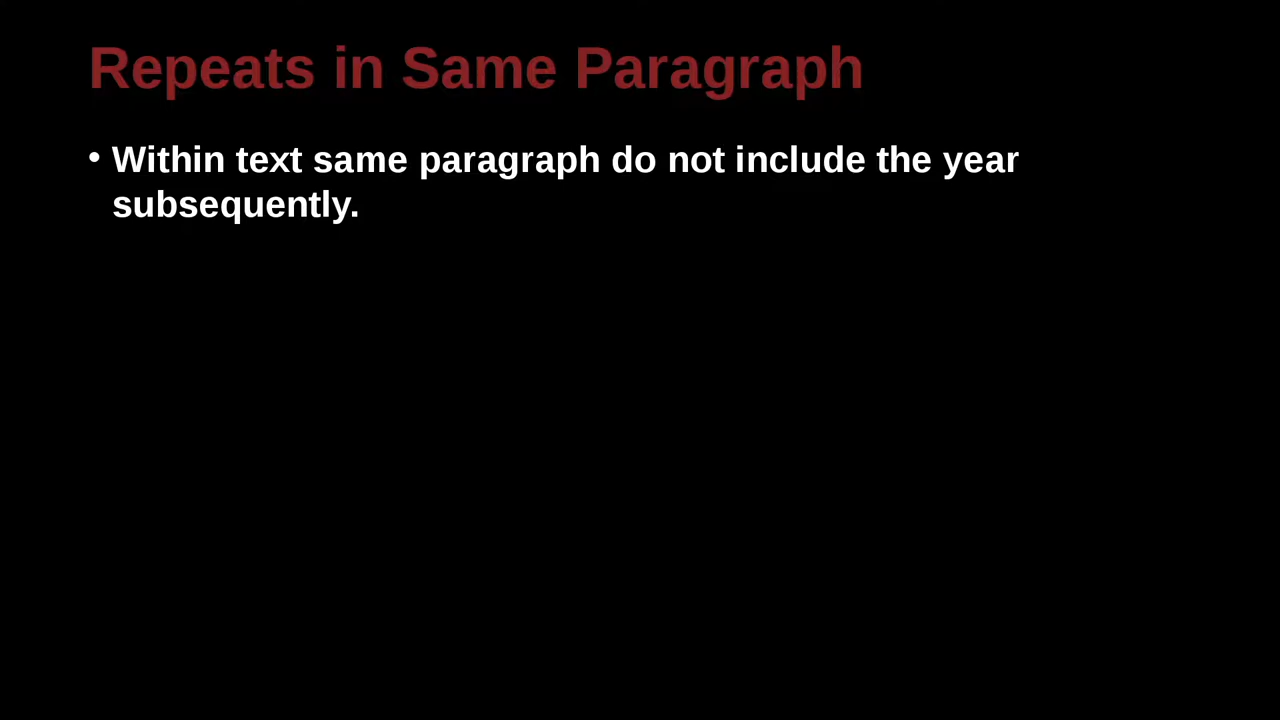 Repeats in Same Paragraph
• Within text same paragraph do not include the year
subsequently.